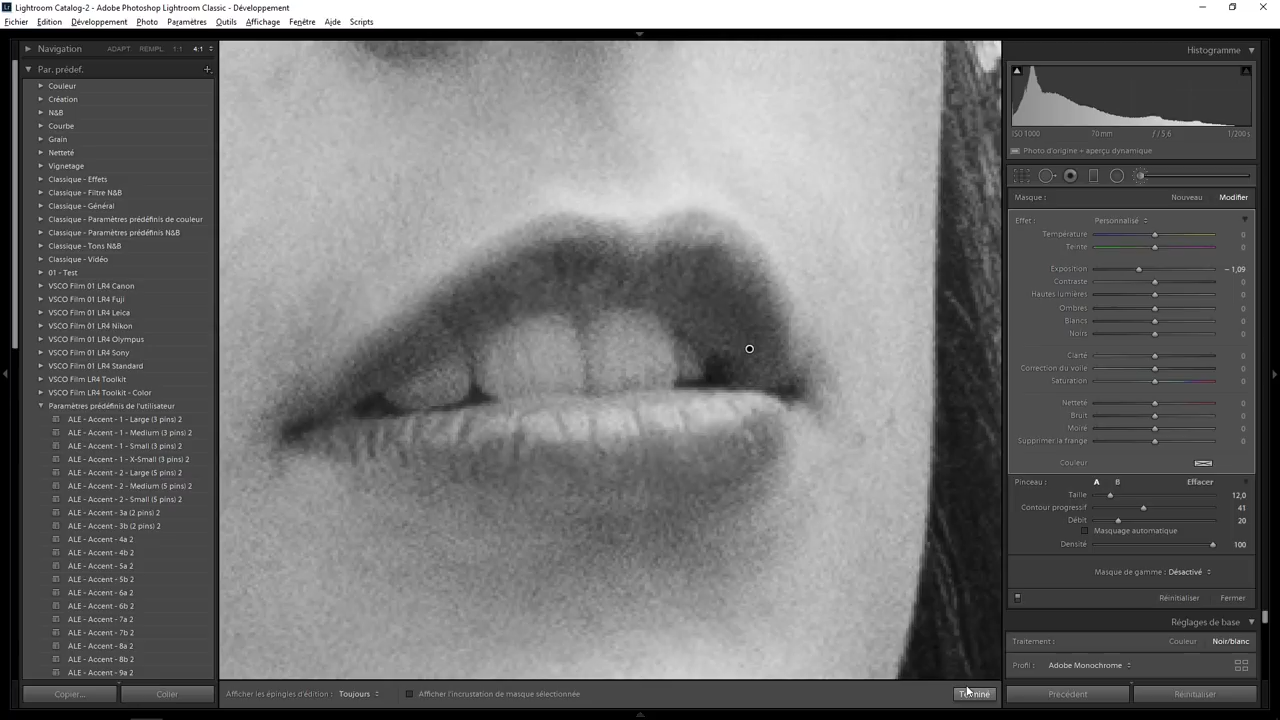 Lightroom Catalog-2 - Adobe Photoshop Lightroom Classic - Développement
Fichier Edition Développement Photo Paramètres Outils Affichage Fenêtre Aide Scripts
Navigation ADAPT REMPL. 1:1 4:1
Par. prédef.
Couleur
Création
N&B
Courbe
Grain
Netteté
Vignetage
Classique - Effets
Classique - Filtre N&B
Classique - Général
Classique - Paramètres prédéfinis de couleur
Classique - Paramètres prédéfinis N&B
Classique - Tons N&B
Classique - Vidéo
01 - Test
VSCO Film 01 LR4 Canon
VSCO Film 01 LR4 Fuji
VSCO Film 01 LR4 Leica
VSCO Film 01 LR4 Nikon
VSCO Film 01 LR4 Olympus
VSCO Film 01 LR4 Sony
VSCO Film 01 LR4 Standard
VSCO Film LR4 Toolkit
VSCO Film LR4 Toolkit - Color
Paramètres prédéfinis de l'utilisateur
ALE - Accent - 1 - Large (3 pins) 2
ALE - Accent - 1 - Medium (3 pins) 2
ALE - Accent - 1 - Small (3 pins) 2
ALE - Accent - 1 - X-Small (3 pins) 2
ALE - Accent - 2 - Large (5 pins) 2
ALE - Accent - 2 - Medium (5 pins) 2
ALE - Accent - 2 - Small (5 pins) 2
ALE - Accent - 3a (2 pins) 2
ALE - Accent - 3b (2 pins) 2
ALE - Accent - 4a 2
ALE - Accent - 4b 2
ALE - Accent - 5a 2
ALE - Accent - 5b 2
ALE - Accent - 6a 2
ALE - Accent - 6b 2
ALE - Accent - 7a 2
ALE - Accent - 7b 2
ALE - Accent - 8a 2
ALE - Accent - 8b 2
ALE - Accent - 9a 2
Copier... Coller
Afficher les épingles d'édition : Toujours Afficher l'incrustation de masque sélectionnée Terminé
Histogramme
ISO 1000 70 mm f / 5,6 1/200 s
Photo d'origine + aperçu dynamique
Masque : Nouveau Modifier
Effet : Personnalisé
Température 0
Teinte 0
Exposition – 1,09
Contraste 0
Hautes lumières 0
Ombres 0
Blancs 0
Noirs 0
Clarté 0
Correction du voile 0
Saturation 0
Netteté 0
Bruit 0
Moiré 0
Supprimer la frange 0
Couleur
Pinceau : A B Effacer
Taille 12,0
Contour progressif 41
Débit 20
Masquage automatique
Densité 100
Masque de gamme : Désactivé
Réinitialiser Fermer
Réglages de base
Traitement : Couleur Noir/blanc
Profil : Adobe Monochrome
Précédent Réinitialiser